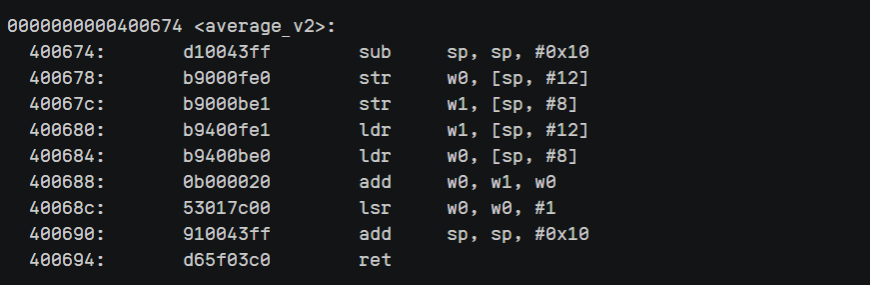 0000000000400674 <average_v2>:
400674: d10043ff sub sp, sp, #0x10
400678: b9000fe0 str w0, [sp, #12]
40067c: b9000be1 str w1, [sp, #8]
400680: b9400fe1 ldr w1, [sp, #12]
400684: b9400be0 ldr w0, [sp, #8]
400688: 0b000020 add w0, w1, w0
40068c: 53017c00 lsr w0, w0, #1
400690: 910043ff add sp, sp, #0x10
400694: d65f03c0 ret